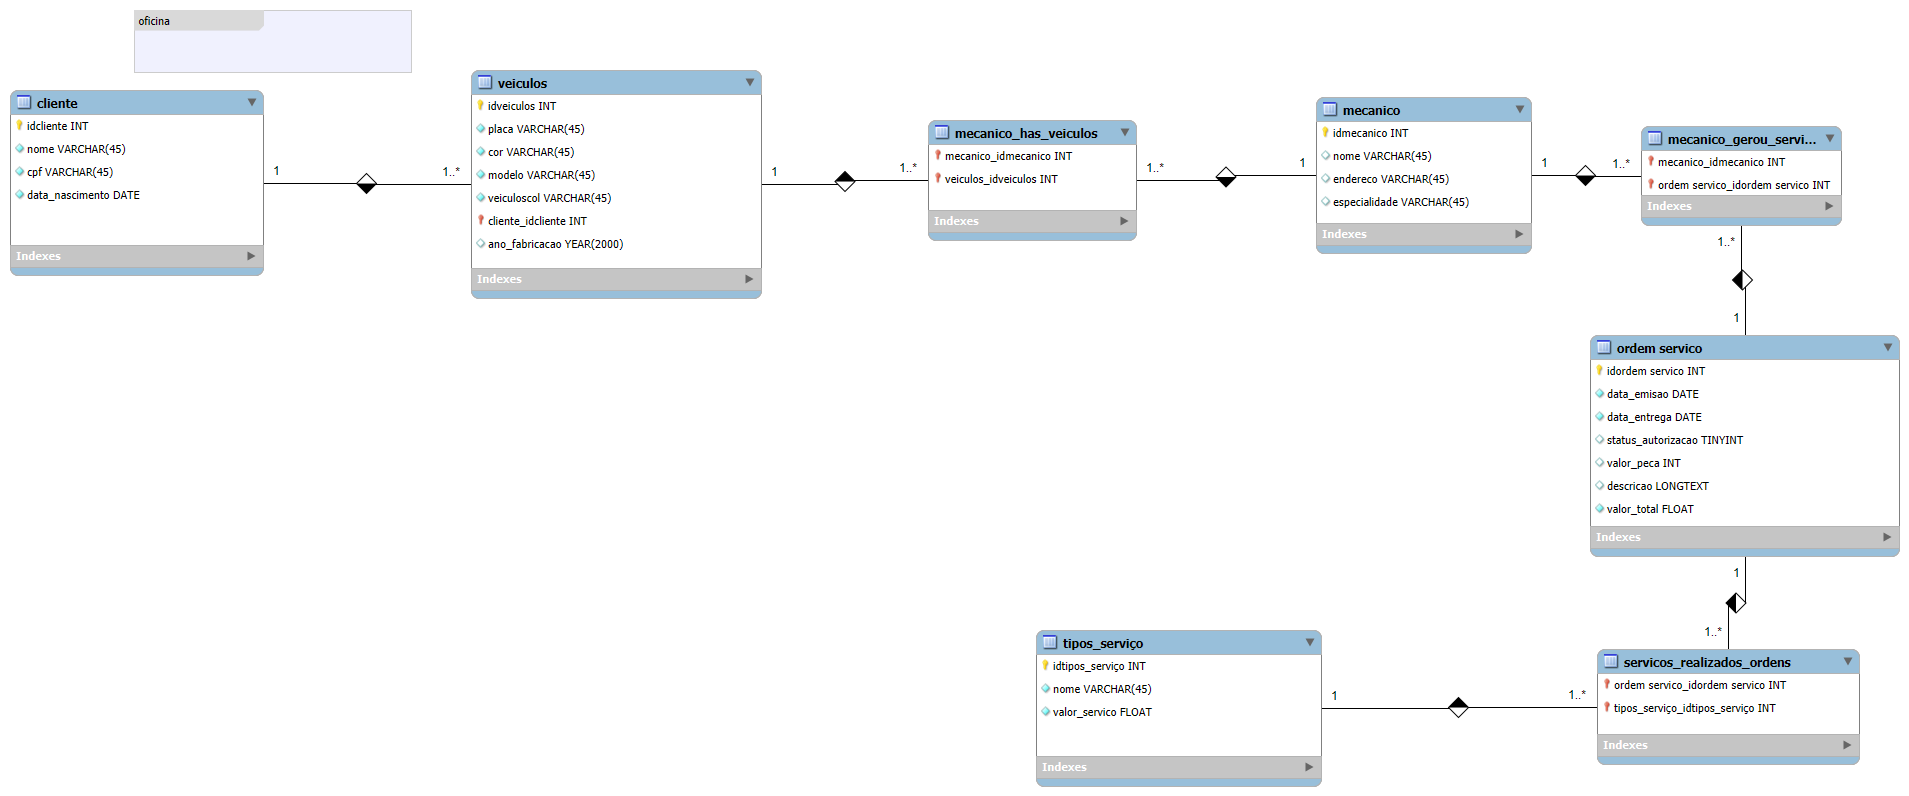 oficina
cliente
idcliente INT
nome VARCHAR(45)
cpf VARCHAR(45)
data_nascimento DATE
Indexes
1
1..*
veiculos
idveiculos INT
placa VARCHAR(45)
cor VARCHAR(45)
modelo VARCHAR(45)
veiculoscol VARCHAR(45)
cliente_idcliente INT
ano_fabricacao YEAR(2000)
Indexes
1
1..*
mecanico_has_veiculos
mecanico_idmecanico INT
veiculos_idveiculos INT
Indexes
1..*
1
mecanico
idmecanico INT
nome VARCHAR(45)
endereco VARCHAR(45)
especialidade VARCHAR(45)
Indexes
1
1..*
mecanico_gerou_servi...
mecanico_idmecanico INT
ordem servico_idordem servico INT
Indexes
1..*
1
ordem servico
idordem servico INT
data_emisao DATE
data_entrega DATE
status_autorizacao TINYINT
valor_peca INT
descricao LONGTEXT
valor_total FLOAT
Indexes
1
1..*
tipos_serviço
idtipos_serviço INT
nome VARCHAR(45)
valor_servico FLOAT
Indexes
1
1..*
servicos_realizados_ordens
ordem servico_idordem servico INT
tipos_serviço_idtipos_serviço INT
Indexes